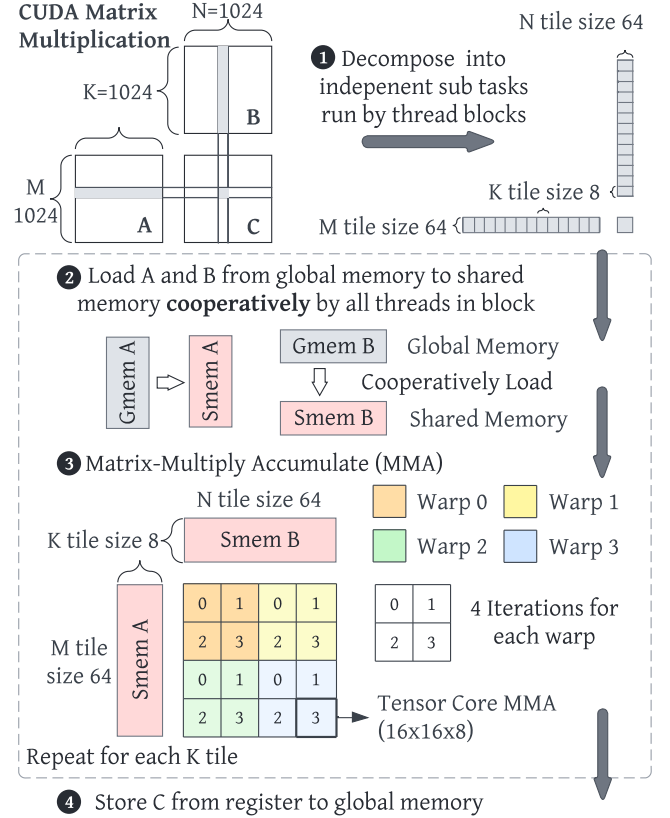 CUDA Matrix
Multiplication
N=1024
K=1024
B
M
1024
A
C
1 Decompose into
indepenent sub tasks
run by thread blocks
N tile size 64
K tile size 8
M tile size 64
2 Load A and B from global memory to shared
memory cooperatively by all threads in block
Gmem A
Smem A
Gmem B
Global Memory
Cooperatively Load
Smem B
Shared Memory
3 Matrix-Multiply Accumulate (MMA)
N tile size 64
K tile size 8
Smem B
Warp 0
Warp 1
Warp 2
Warp 3
M tile
size 64
Smem A
0 1 0 1
2 3 2 3
0 1 0 1
2 3 2 3
0 1
2 3
4 Iterations for
each warp
Tensor Core MMA
(16x16x8)
Repeat for each K tile
4 Store C from register to global memory